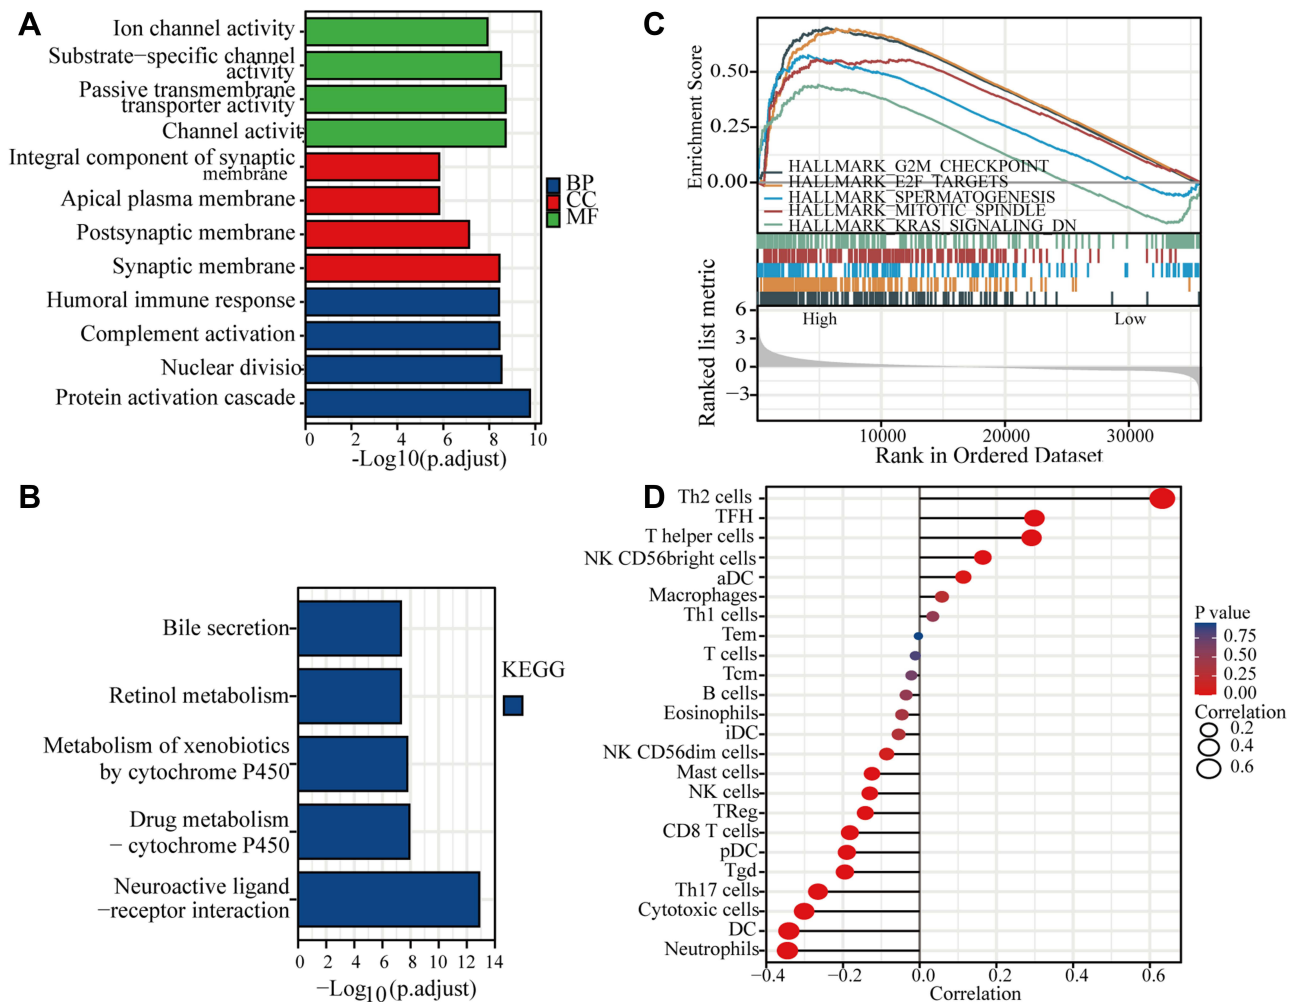 A
Ion channel activity
Substrate−specific channel
activity
Passive transmembrane
transporter activity
Channel activit
Integral component of synaptic
membrane
Apical plasma membrane
Postsynaptic membrane
Synaptic membrane
Humoral immune response
Complement activation
Nuclear divisio
Protein activation cascade
0 2 4 6 8 10
-Log10(p.adjust)
BP
CC
MF
B
Bile secretion
Retinol metabolism
Metabolism of xenobiotics
by cytochrome P450
Drug metabolism
− cytochrome P450
Neuroactive ligand
−receptor interaction
0 2 4 6 8 10 12 14
−Log10(p.adjust)
KEGG
C
Enrichment Score
0.50
0.25
0.00
HALLMARK_G2M_CHECKPOINT
HALLMARK_E2F_TARGETS
HALLMARK_SPERMATOGENESIS
HALLMARK_MITOTIC_SPINDLE
HALLMARK_KRAS_SIGNALING_DN
Ranked list metric
6
3
0
−3
High Low
10000 20000 30000
Rank in Ordered Dataset
D
Th2 cells
TFH
T helper cells
NK CD56bright cells
aDC
Macrophages
Th1 cells
Tem
T cells
Tcm
B cells
Eosinophils
iDC
NK CD56dim cells
Mast cells
NK cells
TReg
CD8 T cells
pDC
Tgd
Th17 cells
Cytotoxic cells
DC
Neutrophils
−0.4 −0.2 0.0 0.2 0.4 0.6
Correlation
P value
0.75
0.50
0.25
0.00
Correlation
0.2
0.4
0.6